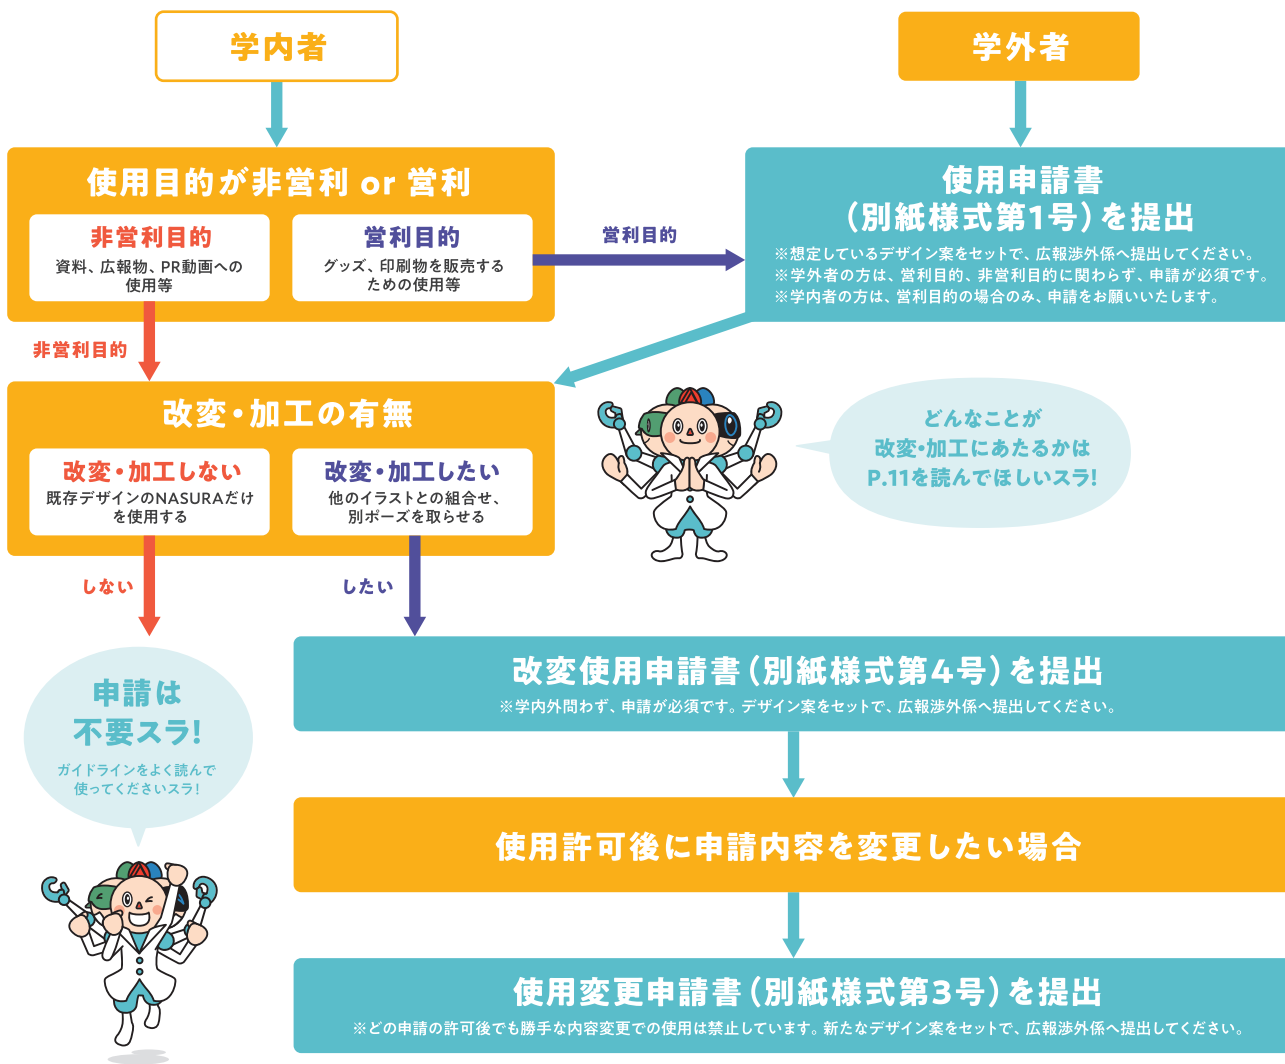 学内者
学外者
使用目的が非営利 or 営利
非営利目的
資料、広報物、PR動画への
使用等
営利目的
グッズ、印刷物を販売する
ための使用等
営利目的
使用申請書
（別紙様式第1号）を提出
※想定しているデザイン案をセットで、広報渉外係へ提出してください。
※学外者の方は、営利目的、非営利目的に関わらず、申請が必須です。
※学内者の方は、営利目的の場合のみ、申請をお願いいたします。
非営利目的
改変・加工の有無
改変・加工しない
既存デザインのNASURAだけ
を使用する
改変・加工したい
他のイラストとの組合せ、
別ポーズを取らせる
どんなことが
改変・加工にあたるかは
P.11を読んでほしいスラ!
しない
したい
申請は
不要スラ!
ガイドラインをよく読んで
使ってくださいスラ!
改変使用申請書（別紙様式第4号）を提出
※学内外問わず、申請が必須です。デザイン案をセットで、広報渉外係へ提出してください。
使用許可後に申請内容を変更したい場合
使用変更申請書（別紙様式第3号）を提出
※どの申請の許可後でも勝手な内容変更での使用は禁止しています。新たなデザイン案をセットで、広報渉外係へ提出してください。